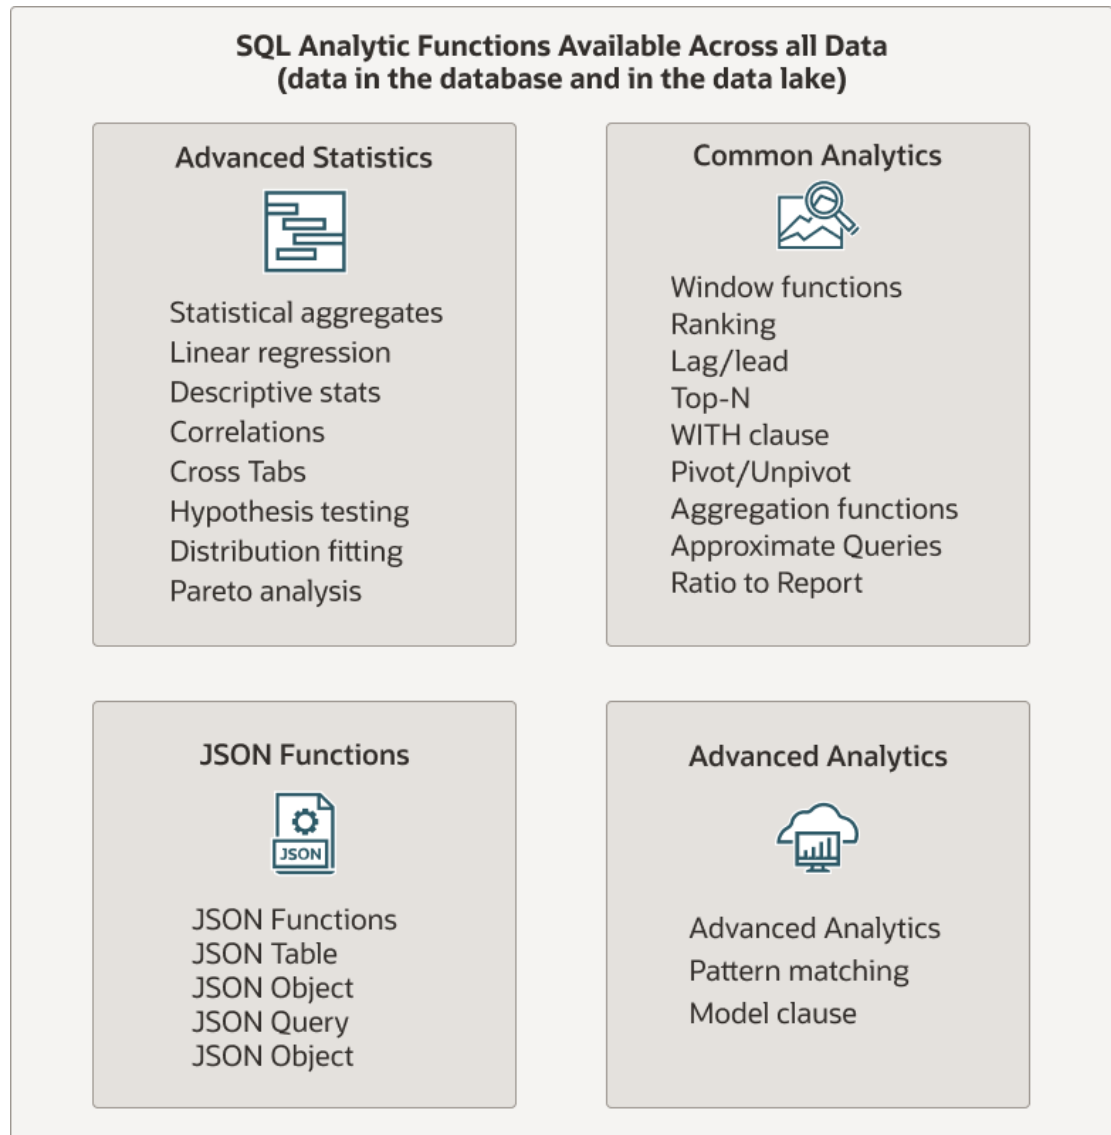 SQL Analytic Functions Available Across all Data
(data in the database and in the data lake)
Advanced Statistics
Statistical aggregates
Linear regression
Descriptive stats
Correlations
Cross Tabs
Hypothesis testing
Distribution fitting
Pareto analysis
Common Analytics
Window functions
Ranking
Lag/lead
Top-N
WITH clause
Pivot/Unpivot
Aggregation functions
Approximate Queries
Ratio to Report
JSON Functions
JSON
JSON Functions
JSON Table
JSON Object
JSON Query
JSON Object
Advanced Analytics
Advanced Analytics
Pattern matching
Model clause